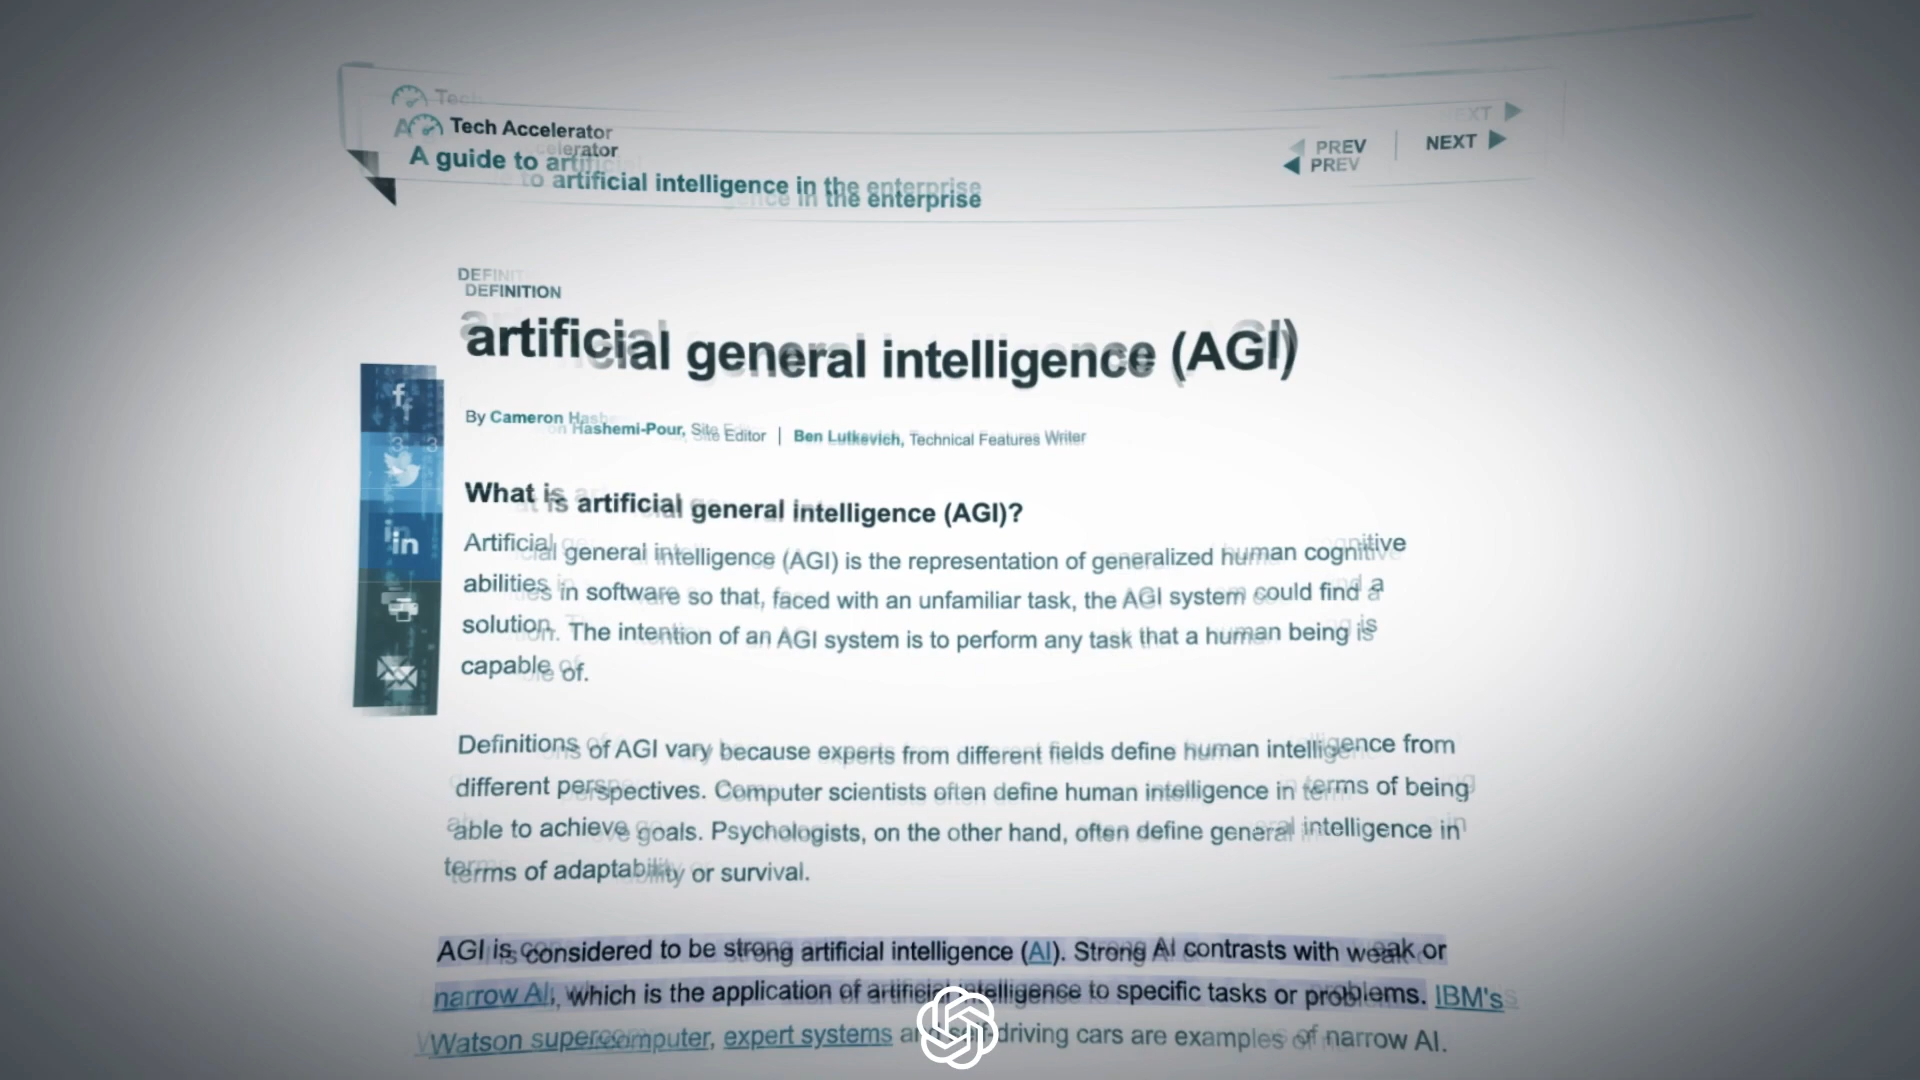 Tech Accelerator
A guide to artificial intelligence in the enterprise
PREV
NEXT
DEFINITION
artificial general intelligence (AGI)
By Cameron Hashemi-Pour, Site Editor | Ben Lutkevich, Technical Features Writer
What is artificial general intelligence (AGI)?
Artificial general intelligence (AGI) is the representation of generalized human cognitive
abilities in software so that, faced with an unfamiliar task, the AGI system could find a
solution. The intention of an AGI system is to perform any task that a human being is
capable of.
Definitions of AGI vary because experts from different fields define human intelligence from
different perspectives. Computer scientists often define human intelligence in terms of being
able to achieve goals. Psychologists, on the other hand, often define general intelligence in
terms of adaptability or survival.
AGI is considered to be strong artificial intelligence (AI). Strong AI contrasts with weak or
narrow AI, which is the application of artificial intelligence to specific tasks or problems. IBM's
Watson supercomputer, expert systems and self-driving cars are examples of narrow AI.